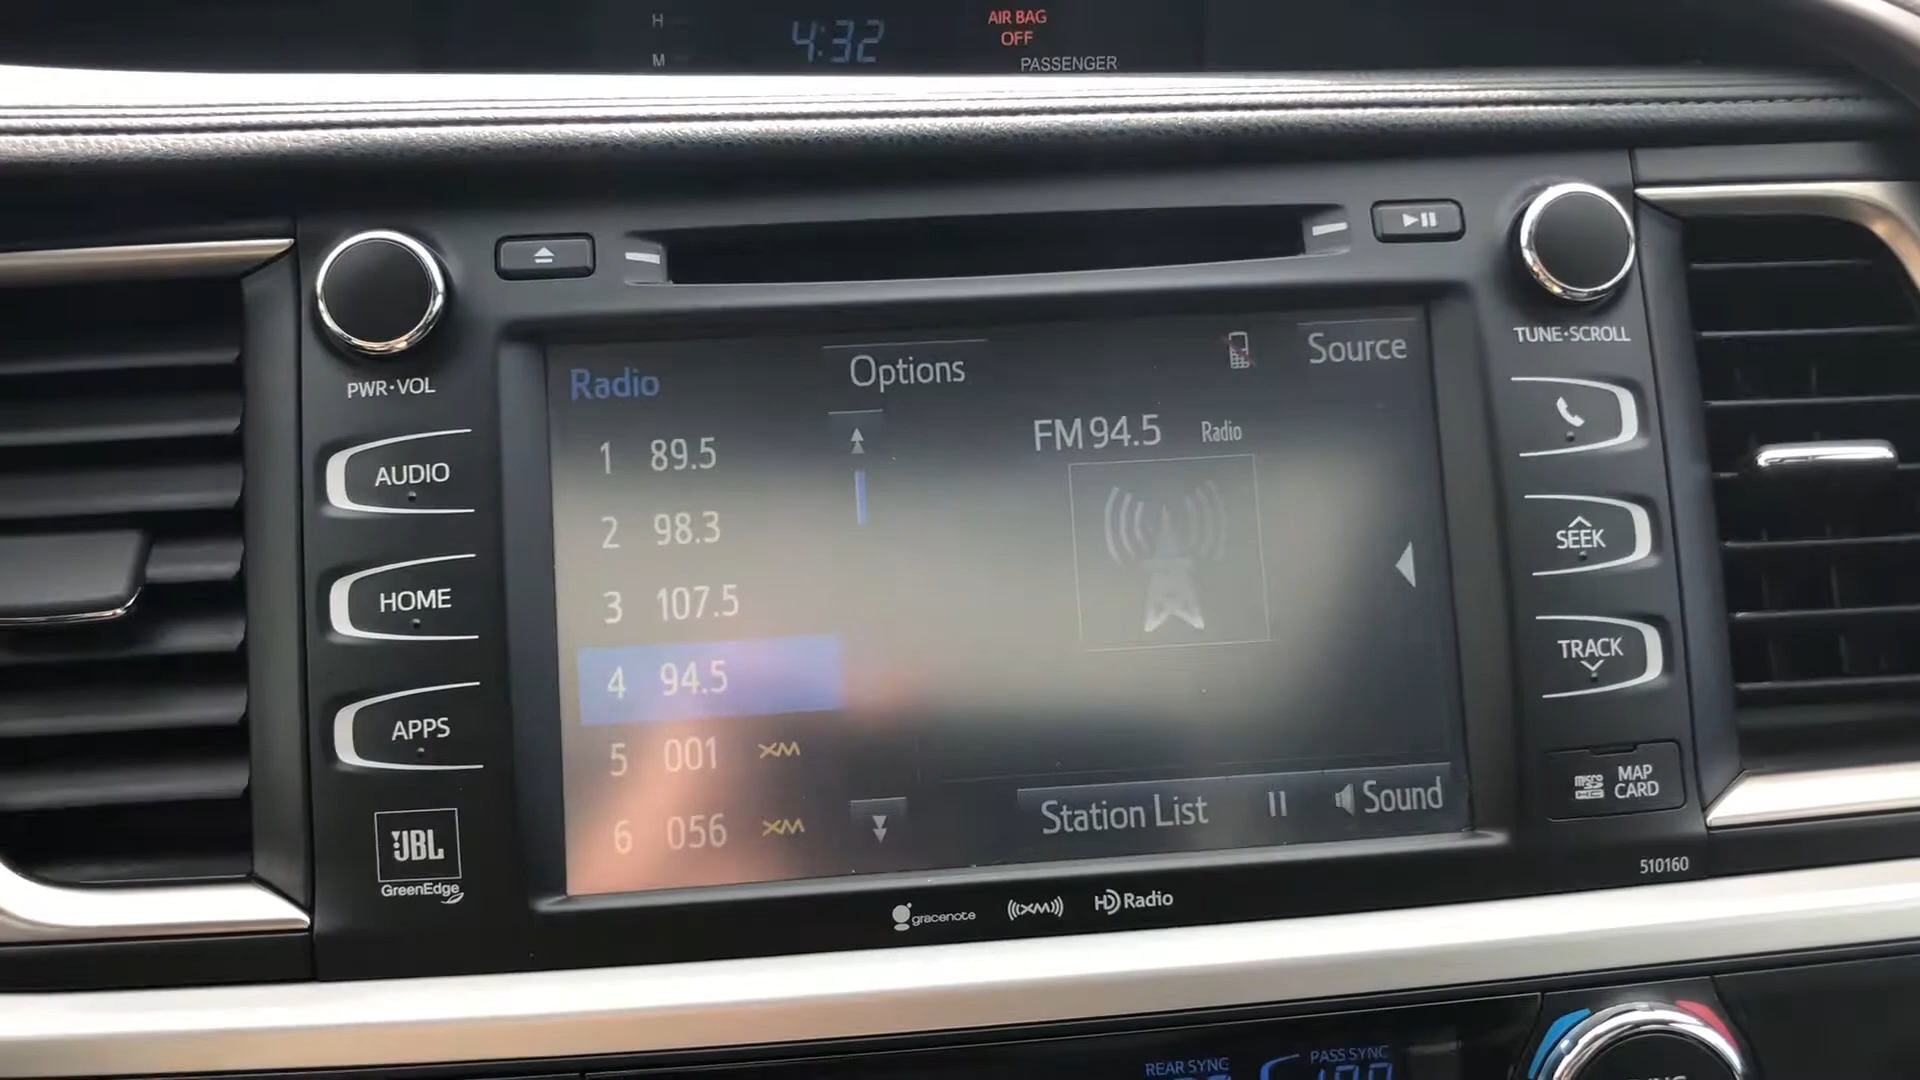 H
M
4:32
AIR BAG
OFF
PASSENGER
PWR•VOL
TUNE•SCROLL
AUDIO
HOME
APPS
JBL
GreenEdge
Radio
Options
Source
1 89.5
2 98.3
3 107.5
4 94.5
5 001 XM
6 056 XM
FM 94.5 Radio
Station List
Sound
SEEK
TRACK
micro SD HC
MAP
CARD
510160
gracenote
((XM))
HD Radio
REAR SYNC
PASS SYNC